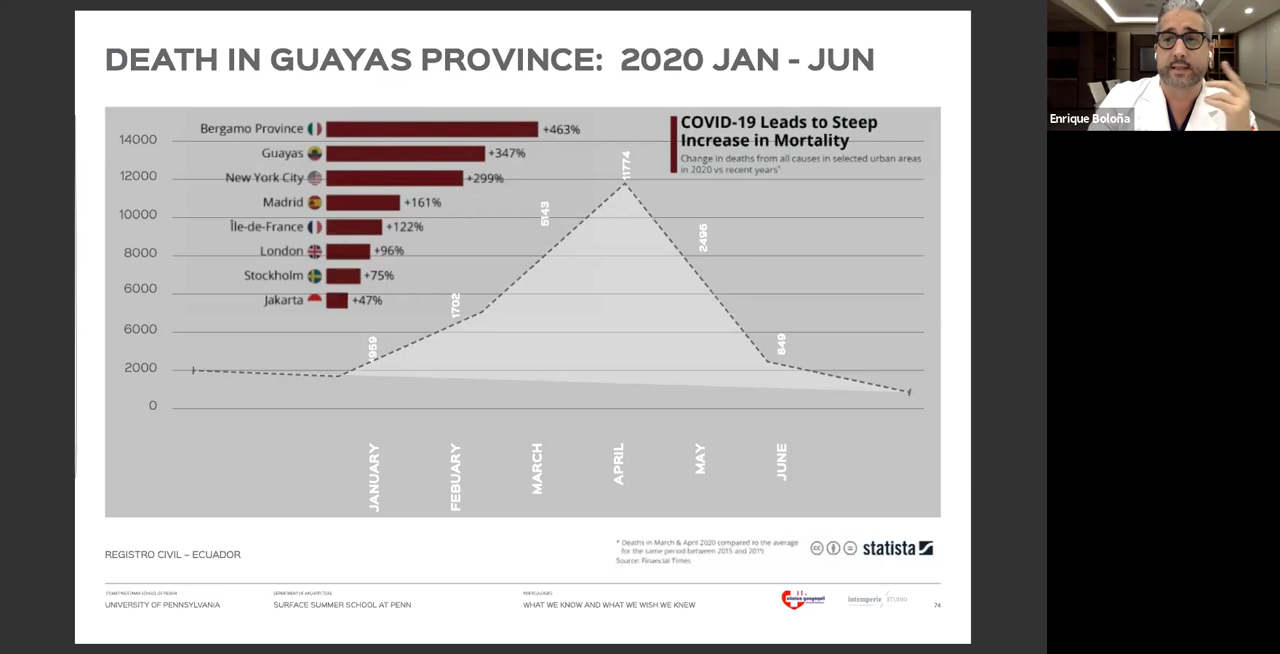 DEATH IN GUAYAS PROVINCE: 2020 JAN - JUN
Enrique Boloña
COVID-19 Leads to Steep
Increase in Mortality
Change in deaths from all causes in selected urban areas
in 2020 vs recent years*
Bergamo Province +463%
Guayas +347%
New York City +299%
Madrid +161%
Île-de-France +122%
London +96%
Stockholm +75%
Jakarta +47%
14000
12000
10000
8000
6000
6000
2000
0
1959
1702
5143
11774
2496
849
JANUARY
FEBUARY
MARCH
APRIL
MAY
JUNE
REGISTRO CIVIL – ECUADOR
* Deaths in March & April 2020 compared to the average
for the same period between 2015 and 2019
Source: Financial Times
statista
DEPARTMENT OF ARCHITECTURE
UNIVERSITY OF PENNSYLVANIA
SURFACE SUMMER SCHOOL AT PENN
WHAT WE KNOW AND WHAT WE WISH WE KNEW
clinica guayaquil
intemperie STUDIO
74